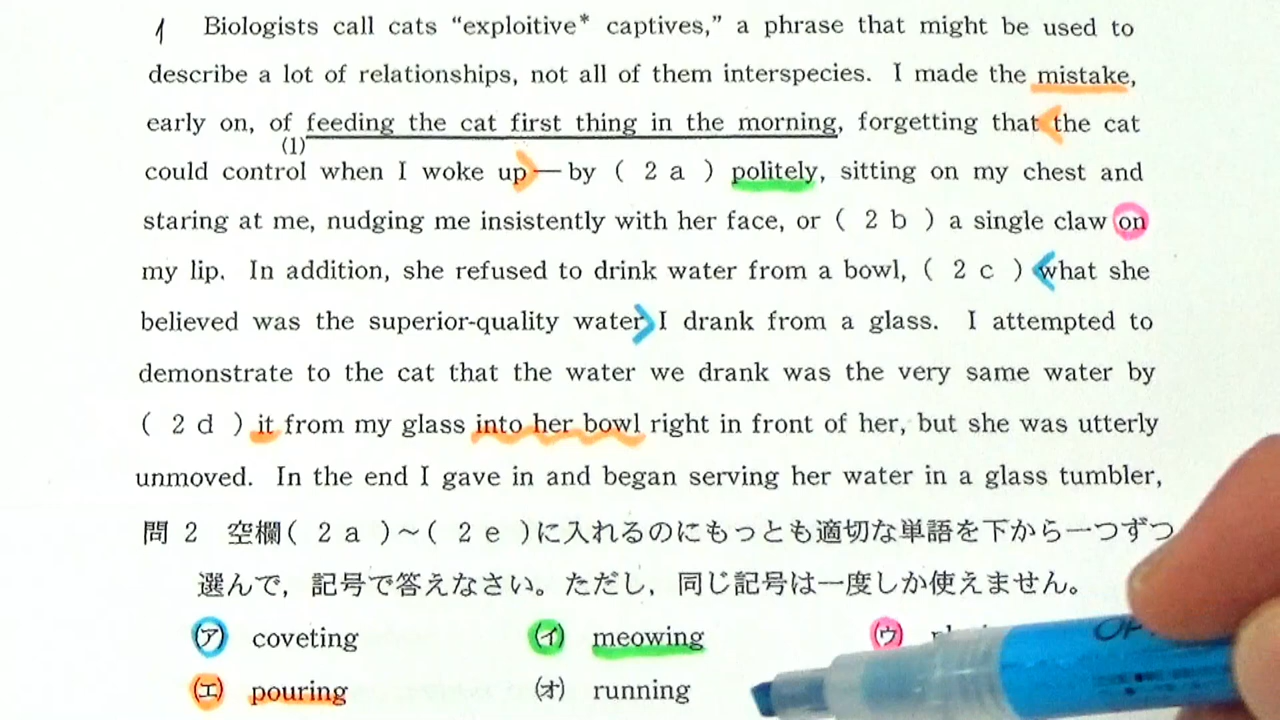 1 Biologists call cats “exploitive* captives,” a phrase that might be used to
describe a lot of relationships, not all of them interspecies. I made the mistake,
early on, of feeding the cat first thing in the morning, forgetting that the cat
(1)
could control when I woke up — by ( 2 a ) politely, sitting on my chest and
staring at me, nudging me insistently with her face, or ( 2 b ) a single claw on
my lip. In addition, she refused to drink water from a bowl, ( 2 c ) what she
believed was the superior-quality water I drank from a glass. I attempted to
demonstrate to the cat that the water we drank was the very same water by
( 2 d ) it from my glass into her bowl right in front of her, but she was utterly
unmoved. In the end I gave in and began serving her water in a glass tumbler,
問 2 空欄( 2 a )~( 2 e )に入れるのにもっとも適切な単語を下から一つずつ
選んで，記号で答えなさい。ただし，同じ記号は一度しか使えません。
(ア) coveting (イ) meowing (ウ)
(エ) pouring (オ) running